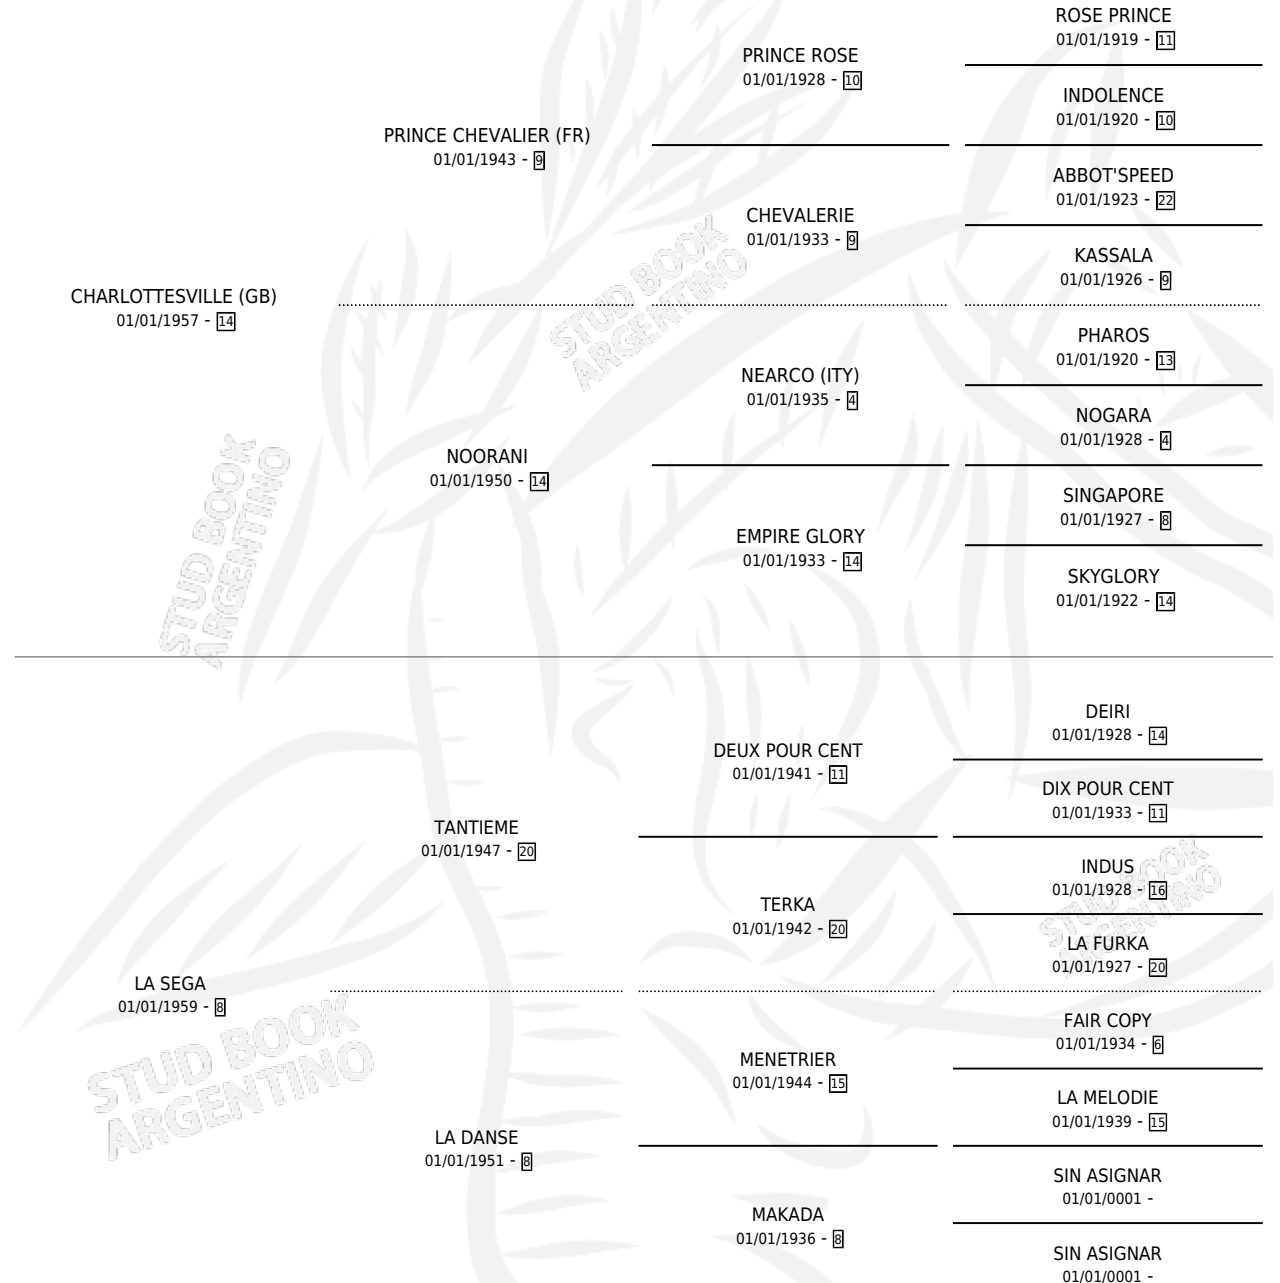 ROSE PRINCE
01/01/1919 - 11
PRINCE ROSE
01/01/1928 - 10
INDOLENCE
01/01/1920 - 10
PRINCE CHEVALIER (FR)
01/01/1943 - 9
ABBOT'SPEED
01/01/1923 - 22
CHEVALERIE
01/01/1933 - 9
KASSALA
01/01/1926 - 9
CHARLOTTESVILLE (GB)
01/01/1957 - 14
STUD BOOK
ARGENTINO
PHAROS
01/01/1920 - 13
NEARCO (ITY)
01/01/1935 - 4
NOGARA
01/01/1928 - 4
NOORANI
01/01/1950 - 14
STUD BOOK
ARGENTINO
SINGAPORE
01/01/1927 - 8
EMPIRE GLORY
01/01/1933 - 14
SKYGLORY
01/01/1922 - 14
DEIRI
01/01/1928 - 14
DEUX POUR CENT
01/01/1941 - 11
DIX POUR CENT
01/01/1933 - 11
TANTIEME
01/01/1947 - 20
INDUS
01/01/1928 - 16
STUD BOOK
ARGENTINO
TERKA
01/01/1942 - 20
LA FURKA
01/01/1927 - 20
LA SEGA
01/01/1959 - 8
STUD BOOK
ARGENTINO
FAIR COPY
01/01/1934 - 6
MENETRIER
01/01/1944 - 15
LA MELODIE
01/01/1939 - 15
LA DANSE
01/01/1951 - 8
SIN ASIGNAR
01/01/0001 -
MAKADA
01/01/1936 - 8
SIN ASIGNAR
01/01/0001 -